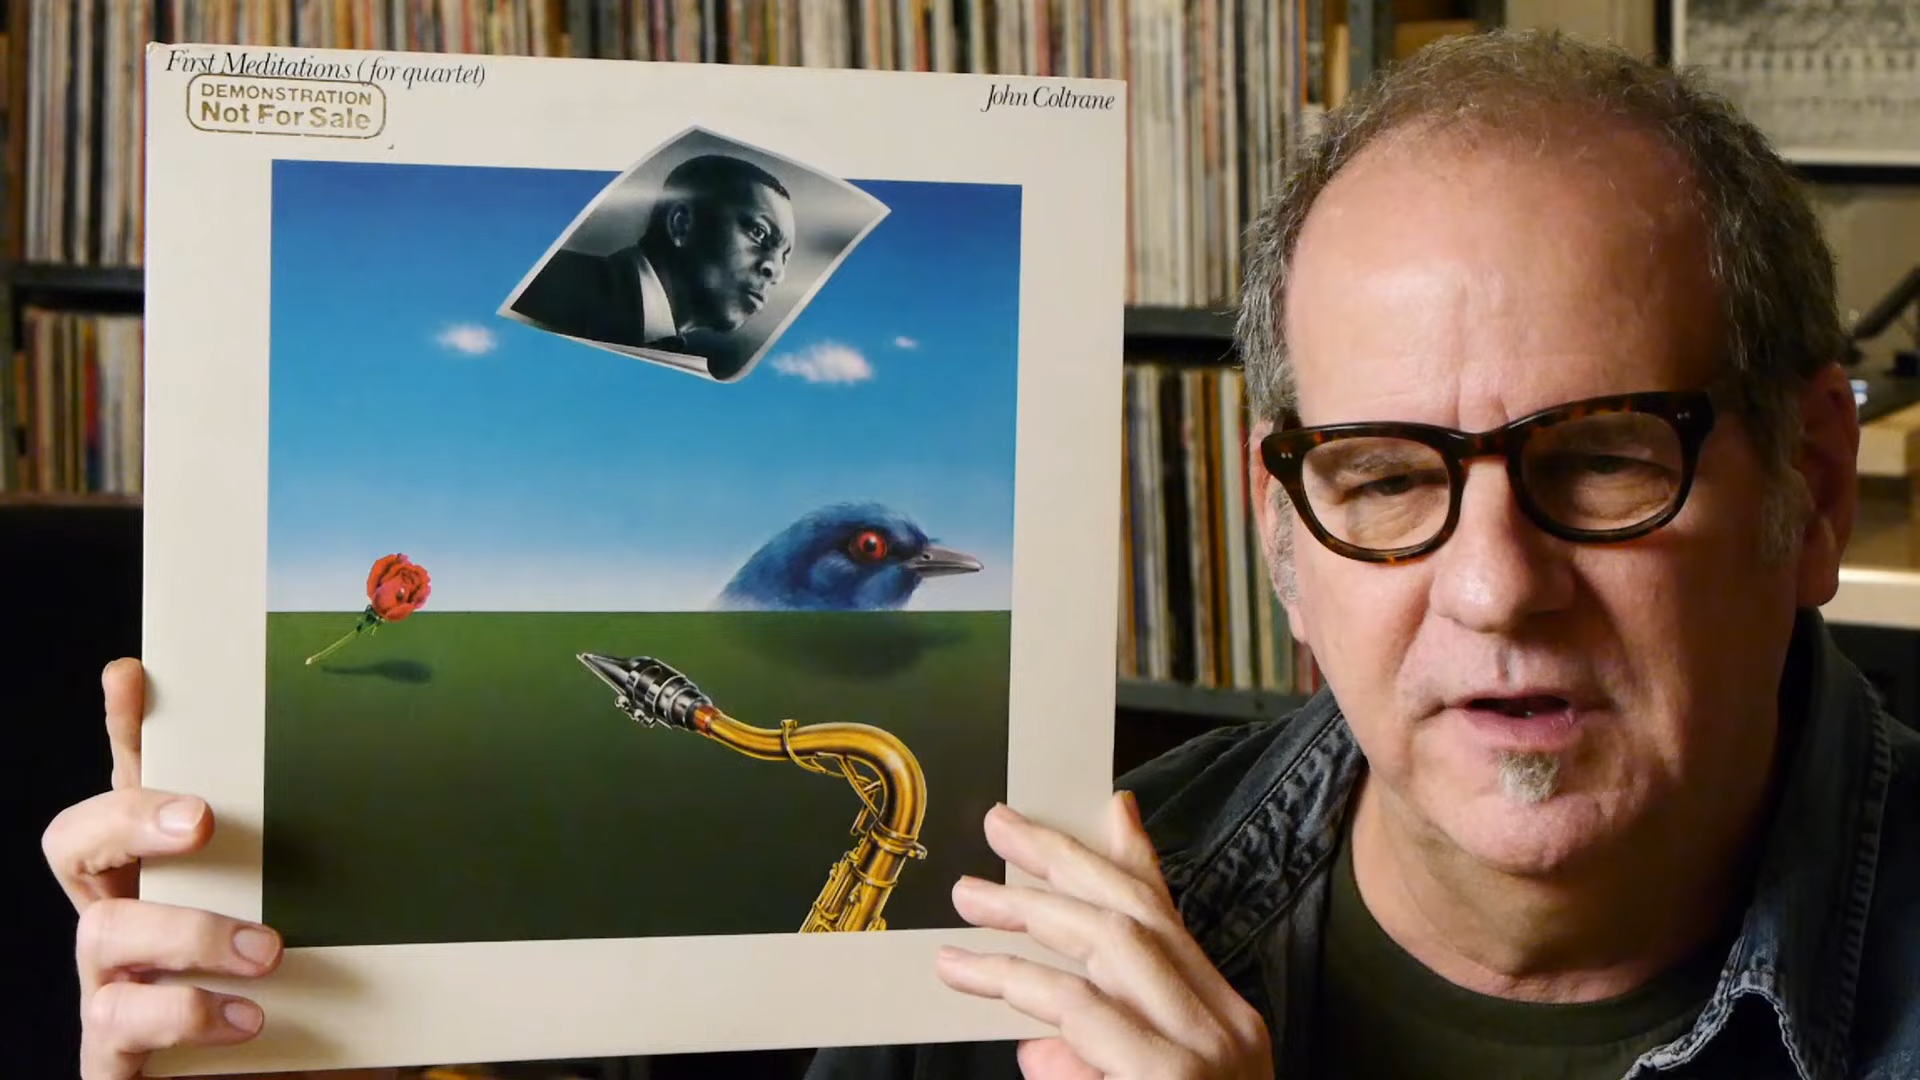 First Meditations (for quartet)
John Coltrane
DEMONSTRATION
Not For Sale